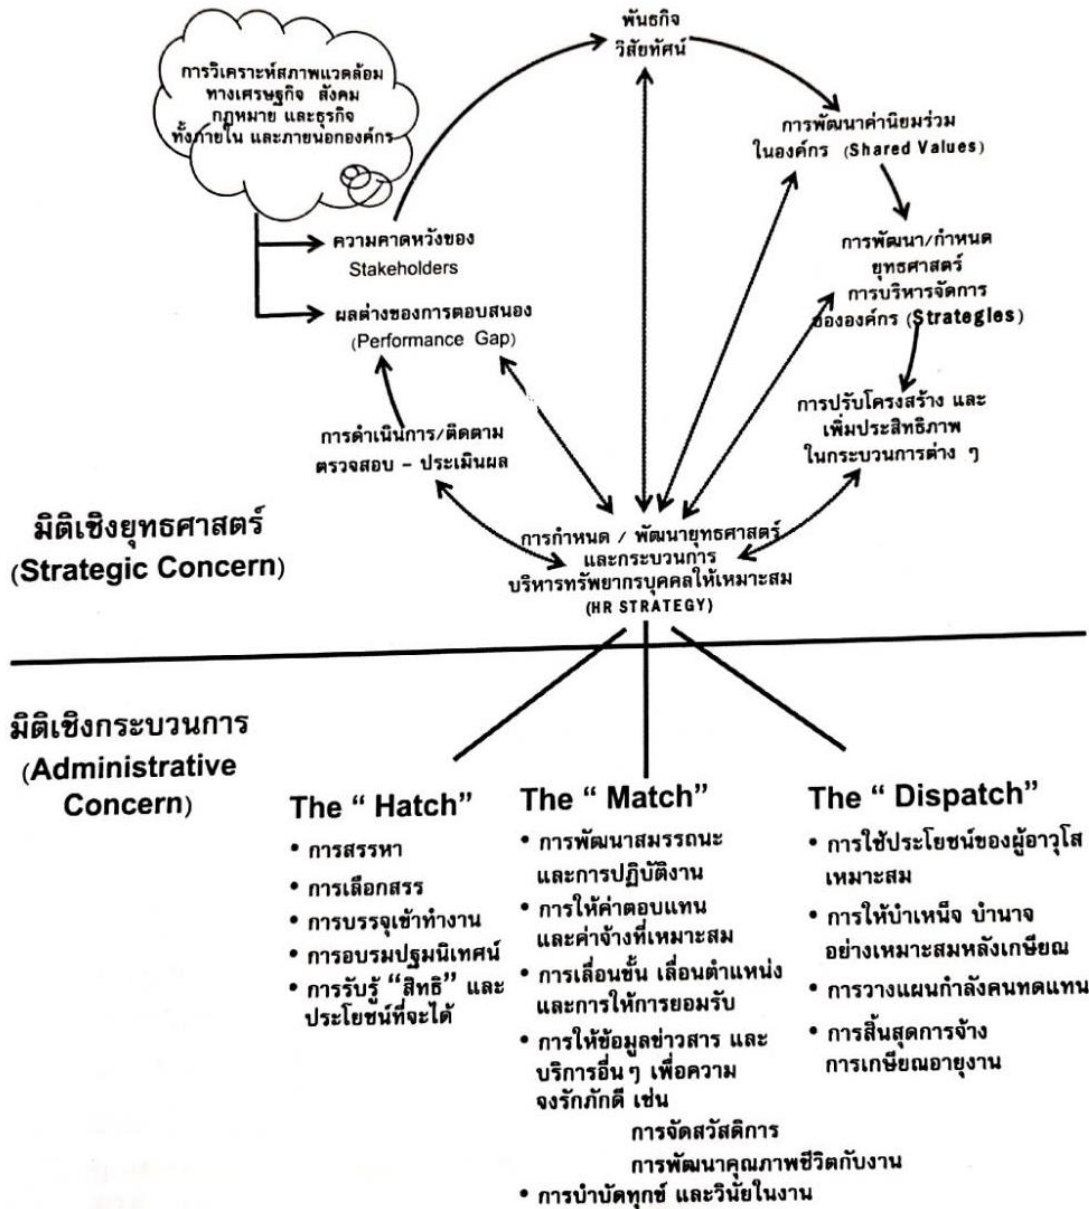 พันธกิจ
วิสัยทัศน์
การวิเคราะห์สภาพแวดล้อม
ทางเศรษฐกิจ สังคม
กฎหมาย และธุรกิจ
ทั้งภายใน และภายนอกองค์กร
การพัฒนาค่านิยมร่วม
ในองค์กร (Shared Values)
ความคาดหวังของ
Stakeholders
การพัฒนา/กำหนด
ยุทธศาสตร์
การบริหารจัดการ
ขององค์กร (Strategles)
ผลต่างของการตอบสนอง
(Performance Gap)
การปรับโครงสร้าง และ
เพิ่มประสิทธิภาพ
ในกระบวนการต่าง ๆ
การดำเนินการ/ติดตาม
ตรวจสอบ – ประเมินผล
มิติเชิงยุทธศาสตร์
(Strategic Concern)
การกำหนด / พัฒนายุทธศาสตร์
และกระบวนการ
บริหารทรัพยากรบุคคลให้เหมาะสม
(HR STRATEGY)
มิติเชิงกระบวนการ
(Administrative
Concern)
The “ Hatch”
• การสรรหา
• การเลือกสรร
• การบรรจุเข้าทำงาน
• การอบรมปฐมนิเทศน์
• การรับรู้ “สิทธิ” และ
ประโยชน์ที่จะได้
The “ Match”
• การพัฒนาสมรรถนะ
และการปฏิบัติงาน
• การให้ค่าตอบแทน
และค่าจ้างที่เหมาะสม
• การเลื่อนขั้น เลื่อนตำแหน่ง
และการให้การยอมรับ
• การให้ข้อมูลข่าวสาร และ
บริการอื่น ๆ เพื่อความ
จงรักภักดี เช่น
การจัดสวัสดิการ
การพัฒนาคุณภาพชีวิตกับงาน
• การบำบัดทุกข์ และวินัยในงาน
The “ Dispatch”
• การใช้ประโยชน์ของผู้อาวุโส
เหมาะสม
• การให้บำเหน็จ บำนาจ
อย่างเหมาะสมหลังเกษียณ
• การวางแผนกำลังคนทดแทน
• การสิ้นสุดการจ้าง
การเกษียณอายุงาน